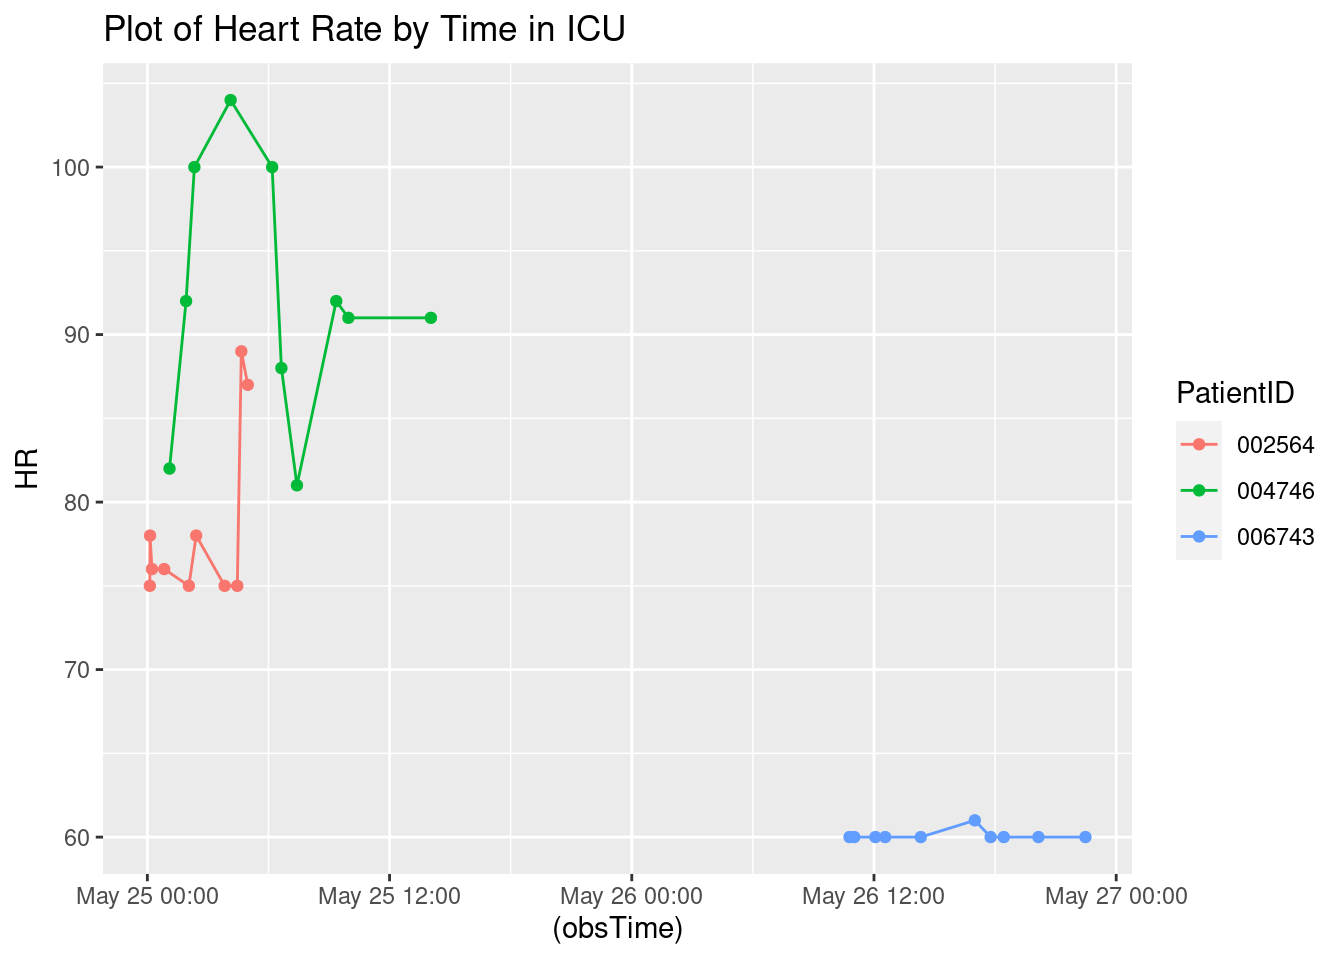 Plot of Heart Rate by Time in ICU
100
90
80
70
60
HR
May 25 00:00
May 25 12:00
May 26 00:00
May 26 12:00
May 27 00:00
(obsTime)
PatientID
002564
004746
006743